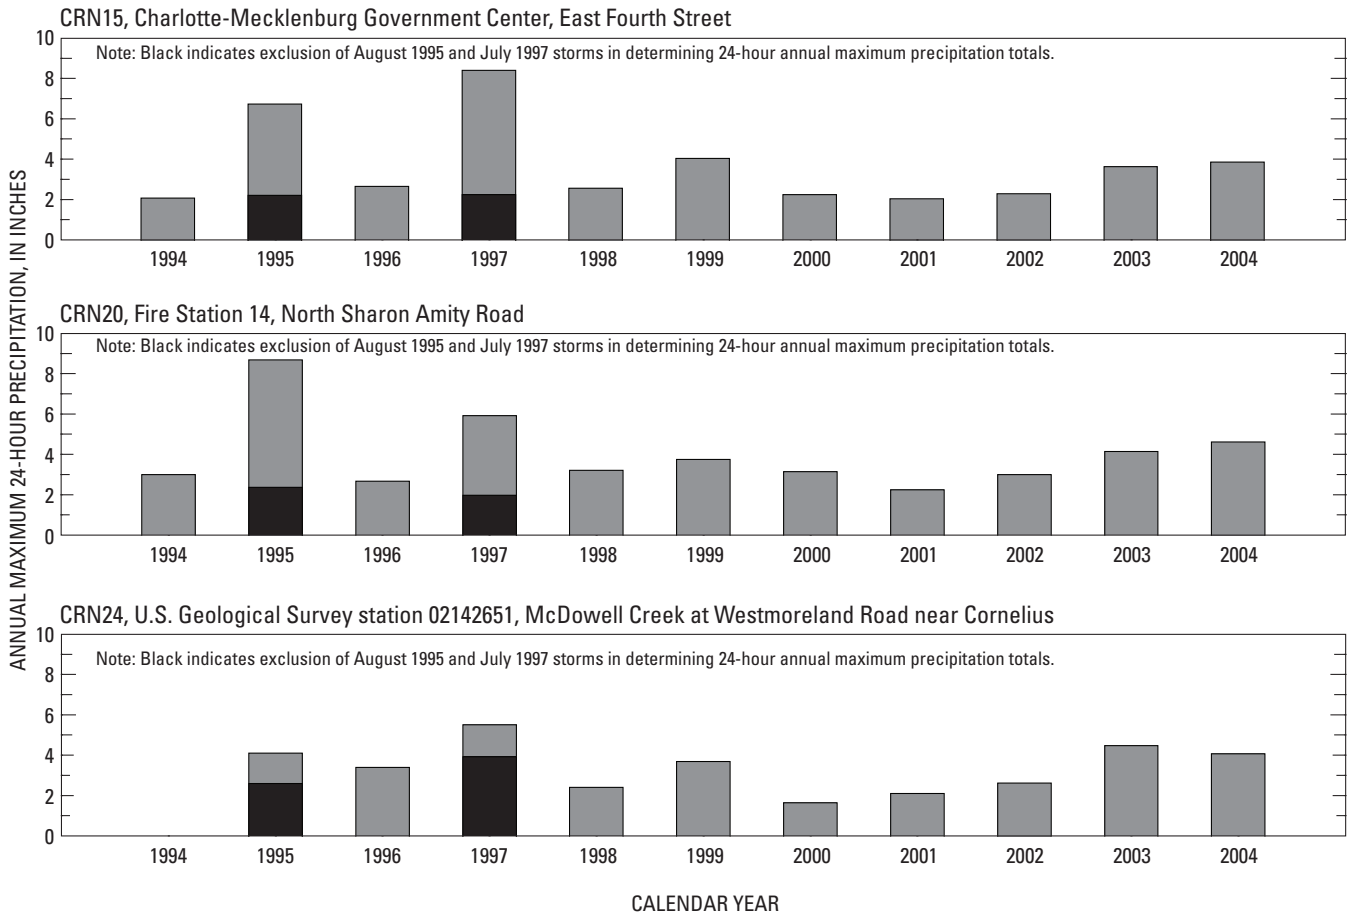 CRN15, Charlotte-Mecklenburg Government Center, East Fourth Street
Note: Black indicates exclusion of August 1995 and July 1997 storms in determining 24-hour annual maximum precipitation totals.
10
8
6
4
2
0
1994 1995 1996 1997 1998 1999 2000 2001 2002 2003 2004
CRN20, Fire Station 14, North Sharon Amity Road
Note: Black indicates exclusion of August 1995 and July 1997 storms in determining 24-hour annual maximum precipitation totals.
10
8
6
4
2
0
1994 1995 1996 1997 1998 1999 2000 2001 2002 2003 2004
CRN24, U.S. Geological Survey station 02142651, McDowell Creek at Westmoreland Road near Cornelius
Note: Black indicates exclusion of August 1995 and July 1997 storms in determining 24-hour annual maximum precipitation totals.
10
8
6
4
2
0
1994 1995 1996 1997 1998 1999 2000 2001 2002 2003 2004
ANNUAL MAXIMUM 24-HOUR PRECIPITATION, IN INCHES
CALENDAR YEAR